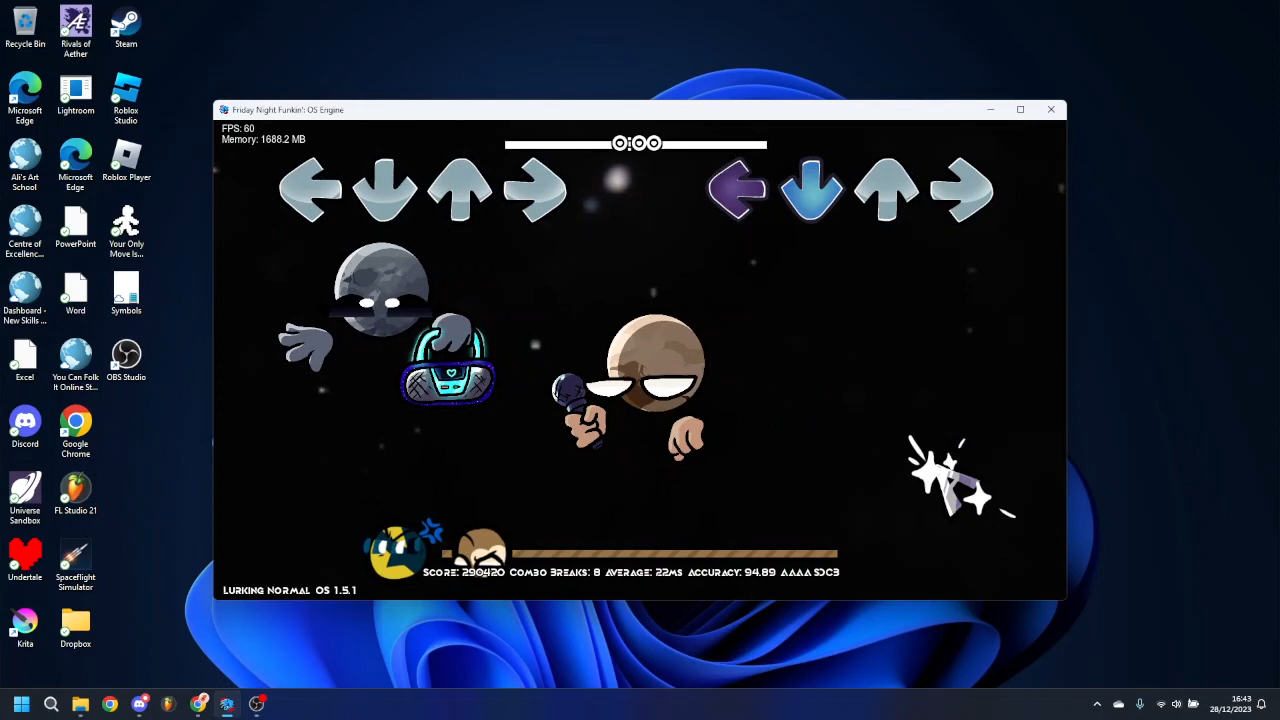 Recycle Bin
Rivals of Aether
Steam
Microsoft Edge
Lightroom
Roblox Studio
Ali's Art School
Microsoft Edge
Roblox Player
Centre of Excellenc...
PowerPoint
Your Only Move Is...
Dashboard - New Skills ...
Word
Symbols
Excel
You Can Folk It Online St...
OBS Studio
Discord
Google Chrome
Universe Sandbox
FL Studio 21
Undertale
Spaceflight Simulator
Krita
Dropbox
Friday Night Funkin': OS Engine
FPS: 60
Memory: 1688.2 MB
0:00
Score: 290420 Combo Breaks: 8 Average: 22ms Accuracy: 94.89 AAAA SDC3
Lurking Normal OS 1.5.1
16:43
28/12/2023